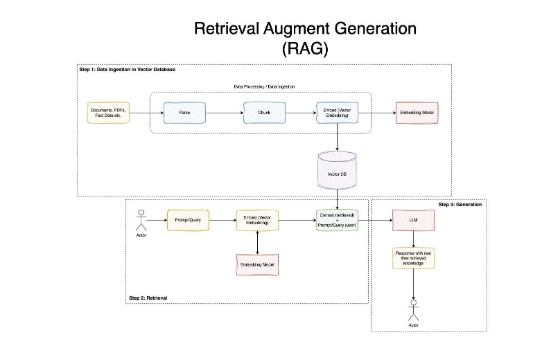 Retrieval Augment Generation
(RAG)
Step 1: Data Ingestion in Vector Database
Data Processing / Data Ingestion
Documents, PDFs,
Fact Data etc.
Parse
Chunk
Embed (Vector
Embedding)
Embedding Model
Vector DB
Step 3: Generation
Actor
Prompt/Query
Embed (Vector
Embedding)
Context (retrieved)
+
Prompt/Query (user)
LLM
Embedding Model
Response with real
time retrieved
knowledge
Step 2: Retrieval
Actor